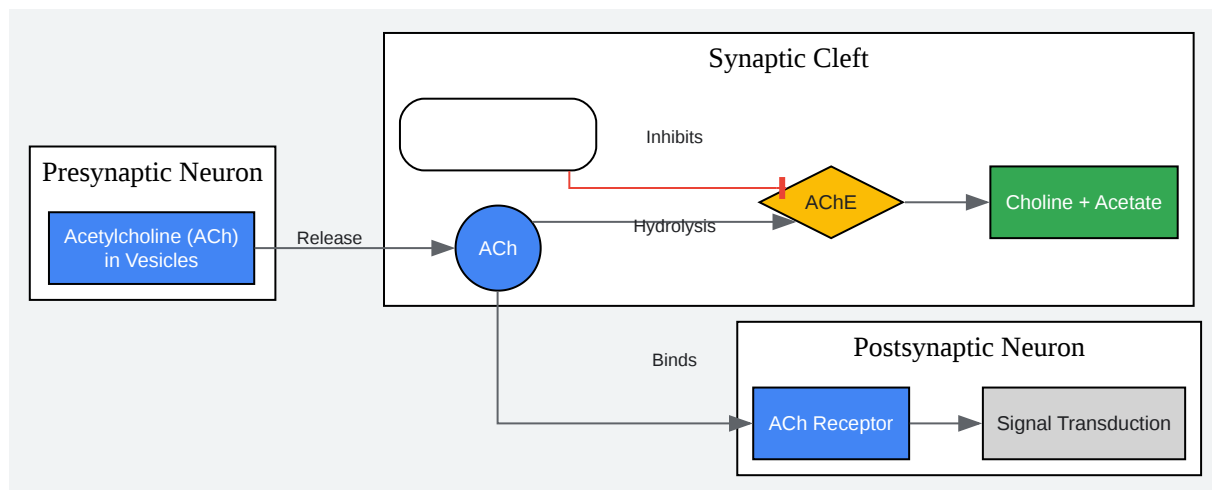 Synaptic Cleft
Inhibits
Presynaptic Neuron
Acetylcholine (ACh)
in Vesicles
Release
ACh
Hydrolysis
AChE
Choline + Acetate
Binds
Postsynaptic Neuron
ACh Receptor
Signal Transduction